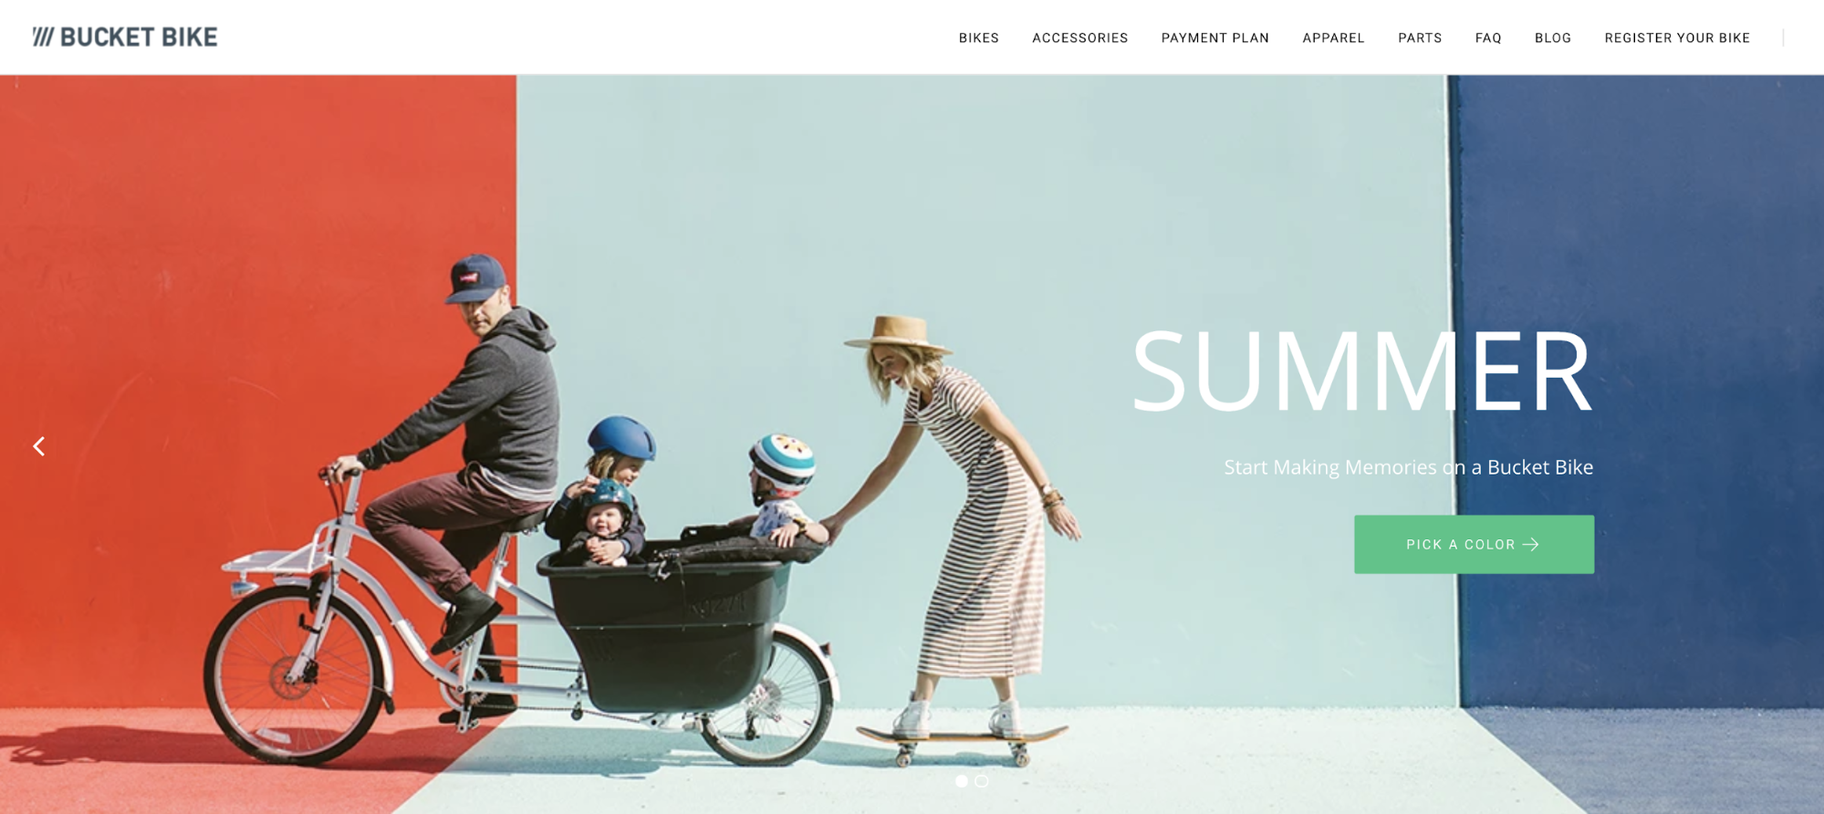 BUCKET BIKE
BIKES ACCESSORIES PAYMENT PLAN APPAREL PARTS FAQ BLOG REGISTER YOUR BIKE
SUMMER
Start Making Memories on a Bucket Bike
PICK A COLOR →